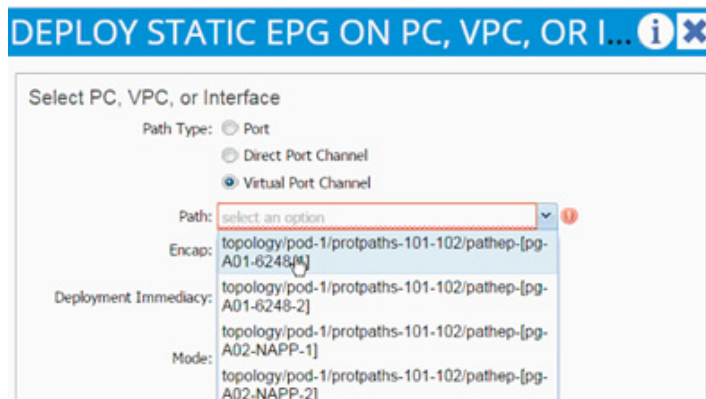 DEPLOY STATIC EPG ON PC, VPC, OR I... i
Select PC, VPC, or Interface
Path Type: Port
Direct Port Channel
Virtual Port Channel
Path: select an option
Encap: topology/pod-1/protpaths-101-102/pathep-[pg-
A01-6248-1]
Deployment Immediacy: topology/pod-1/protpaths-101-102/pathep-[pg-
A01-6248-2]
topology/pod-1/protpaths-101-102/pathep-[pg-
Mode: A02-NAPP-1]
topology/pod-1/protpaths-101-102/pathep-[pg-
A02-NAPP-2]